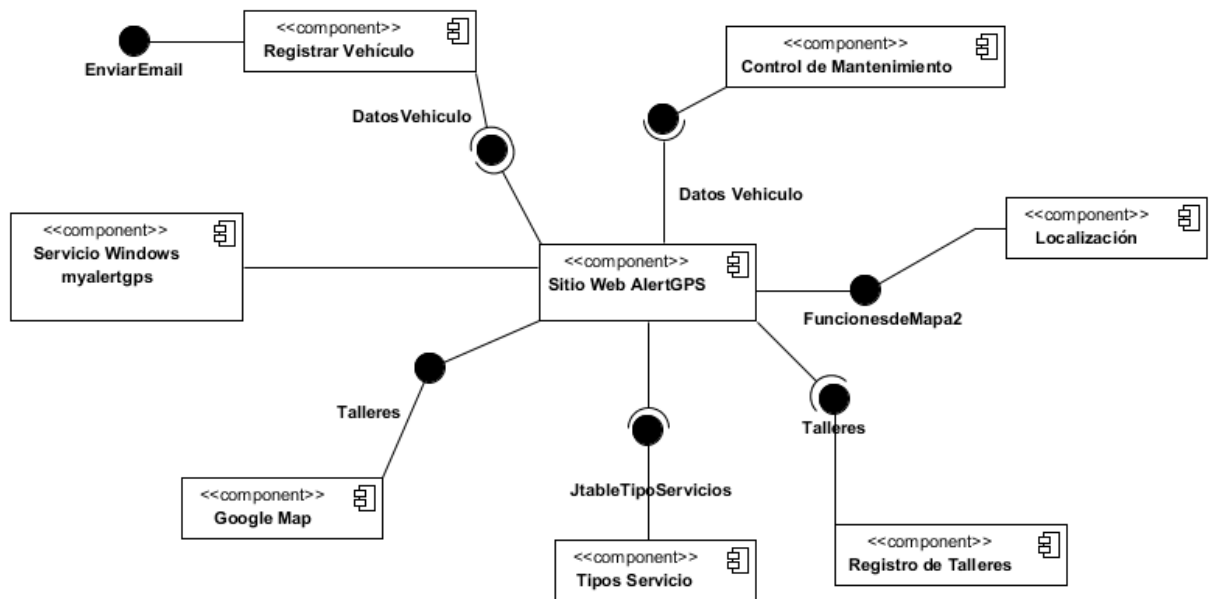 <<component>>
Registrar Vehículo
EnviarEmail
<<component>>
Control de Mantenimiento
DatosVehiculo
Datos Vehiculo
<<component>>
Servicio Windows
myalertgps
<<component>>
Localización
<<component>>
Sitio Web AlertGPS
FuncionesdeMapa2
Talleres
Talleres
JtableTipoServicios
<<component>>
Google Map
<<component>>
Tipos Servicio
<<component>>
Registro de Talleres